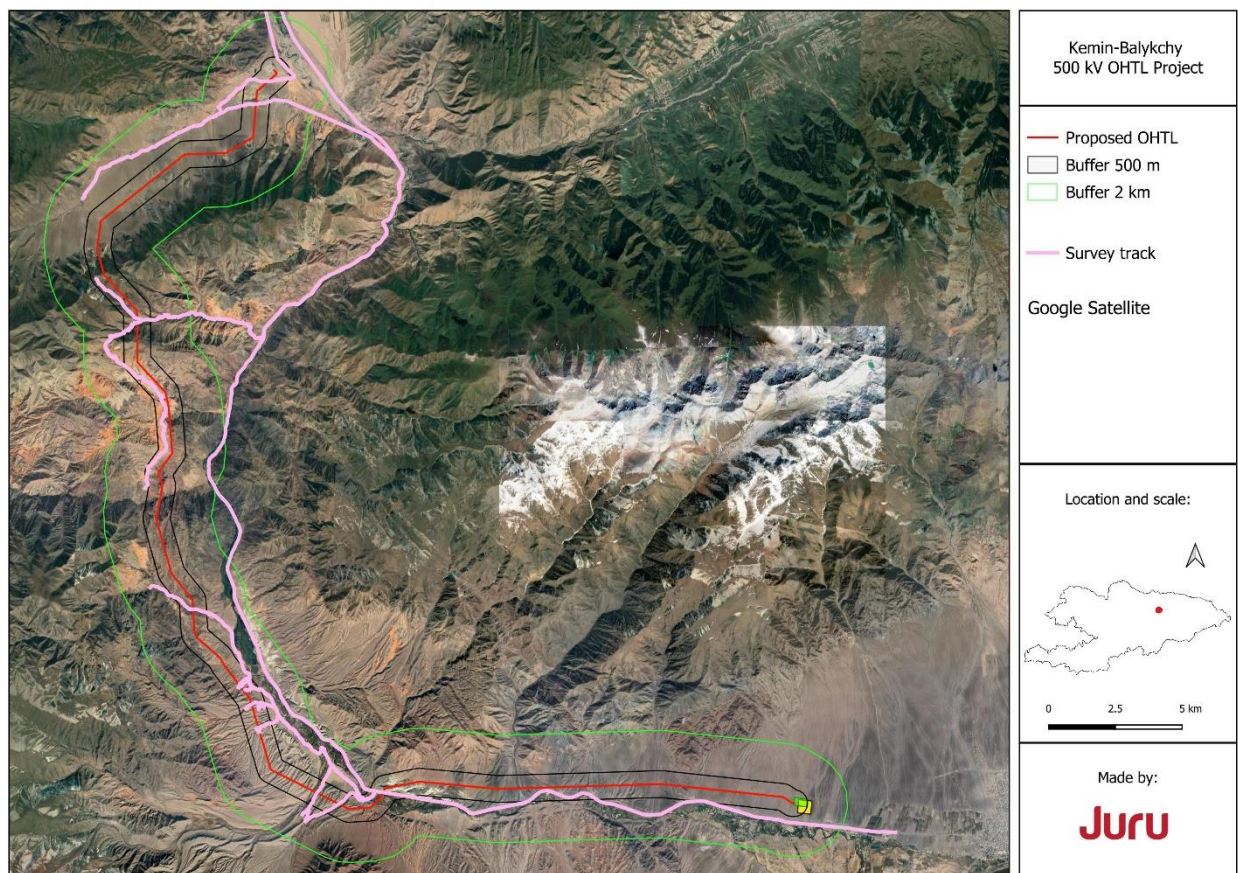 Kemin-Balykchy
500 kV OHTL Project
Proposed OHTL
Buffer 500 m
Buffer 2 km
Survey track
Google Satellite
Location and scale:
0 2.5 5 km
Made by:
Juru